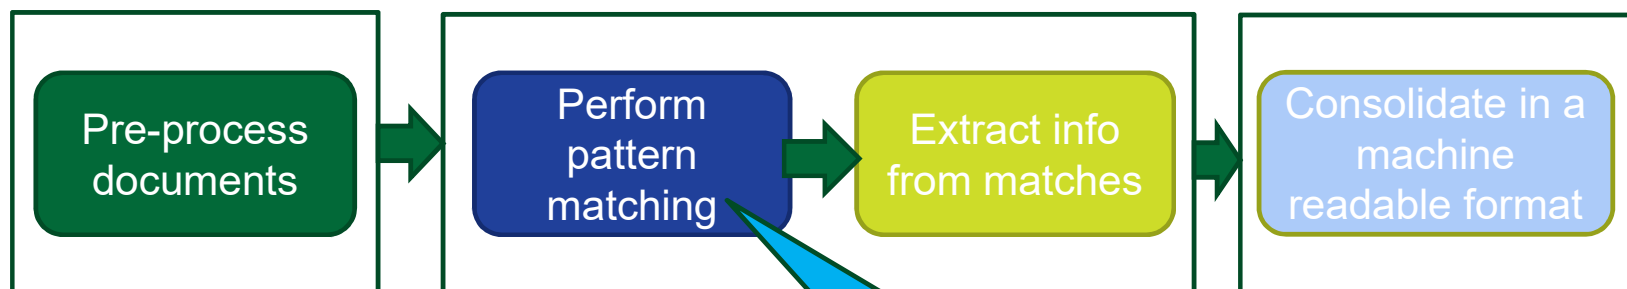 Pre-process
documents
Perform
pattern
matching
Extract info
from matches
Consolidate in a
machine
readable format